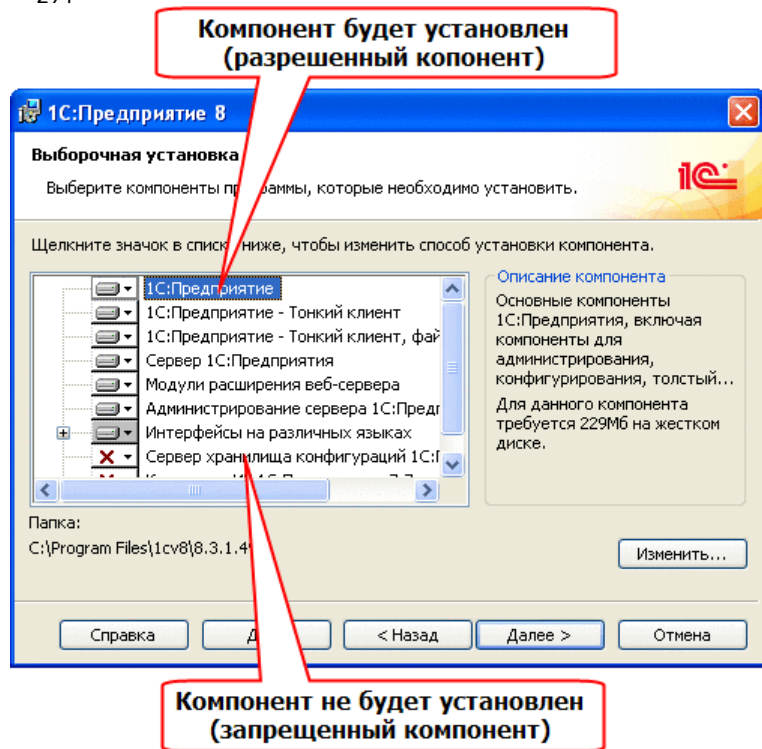 Компонент будет установлен
(разрешенный копонент)
1С:Предприятие 8
Выборочная установка
Выберите компоненты программы, которые необходимо установить.
1С
Щелкните значок в списке ниже, чтобы изменить способ установки компонента.
1С:Предприятие
1С:Предприятие - Тонкий клиент
1С:Предприятие - Тонкий клиент, фай
Сервер 1С:Предприятия
Модули расширения веб-сервера
Администрирование сервера 1С:Предп
Интерфейсы на различных языках
Сервер хранилища конфигураций 1С:П
Описание компонента
Основные компоненты
1С:Предприятия, включая
компоненты для
администрирования,
конфигурирования, толстый...
Для данного компонента
требуется 229Мб на жестком
диске.
Папка:
C:\Program Files\1cv8\8.3.1.4
Изменить...
Справка
< Назад
Далее >
Отмена
Компонент не будет установлен
(запрещенный компонент)